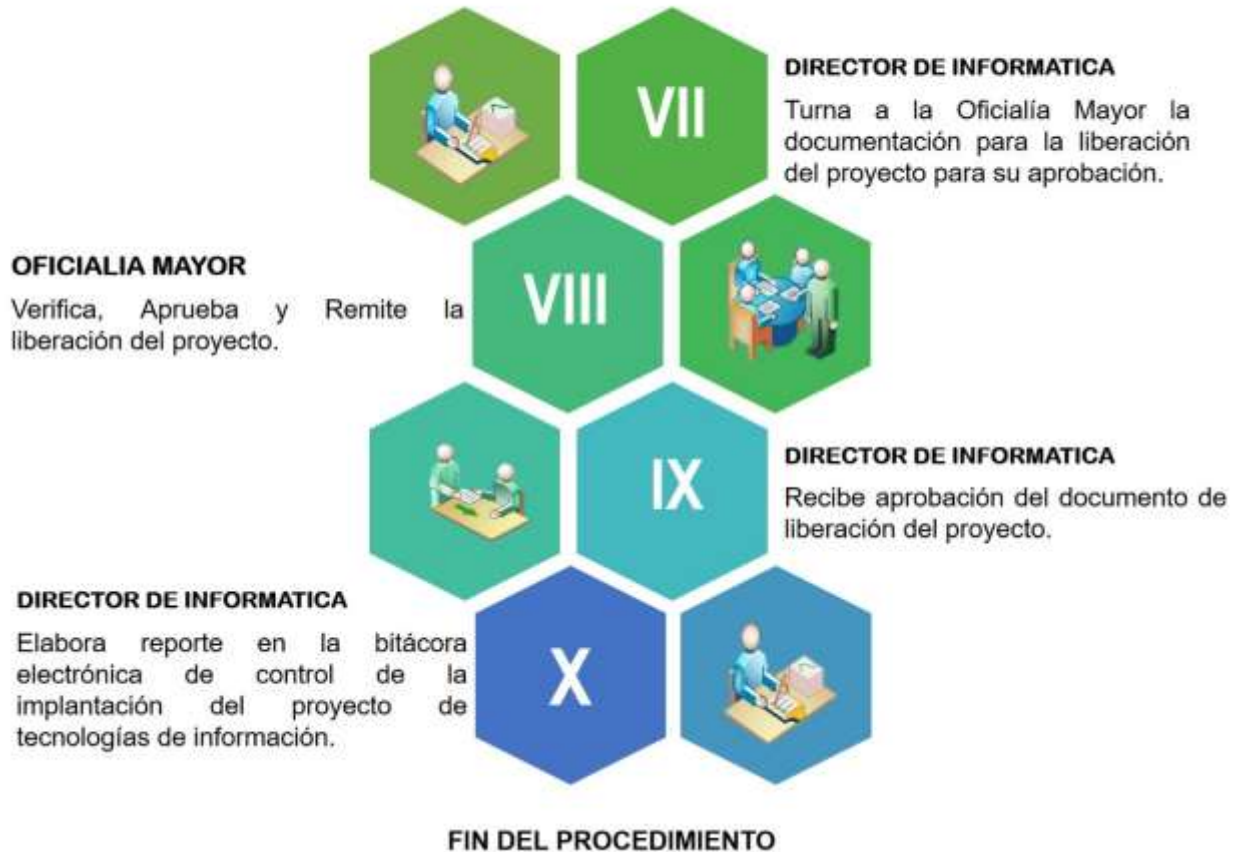 VII
DIRECTOR DE INFORMATICA
Turna a la Oficialía Mayor la
documentación para la liberación
del proyecto para su aprobación.
OFICIALIA MAYOR
Verifica, Aprueba y Remite la
liberación del proyecto.
VIII
IX
DIRECTOR DE INFORMATICA
Recibe aprobación del documento de
liberación del proyecto.
DIRECTOR DE INFORMATICA
Elabora reporte en la bitácora
electrónica de control de la
implantación del proyecto de
tecnologías de información.
X
FIN DEL PROCEDIMIENTO